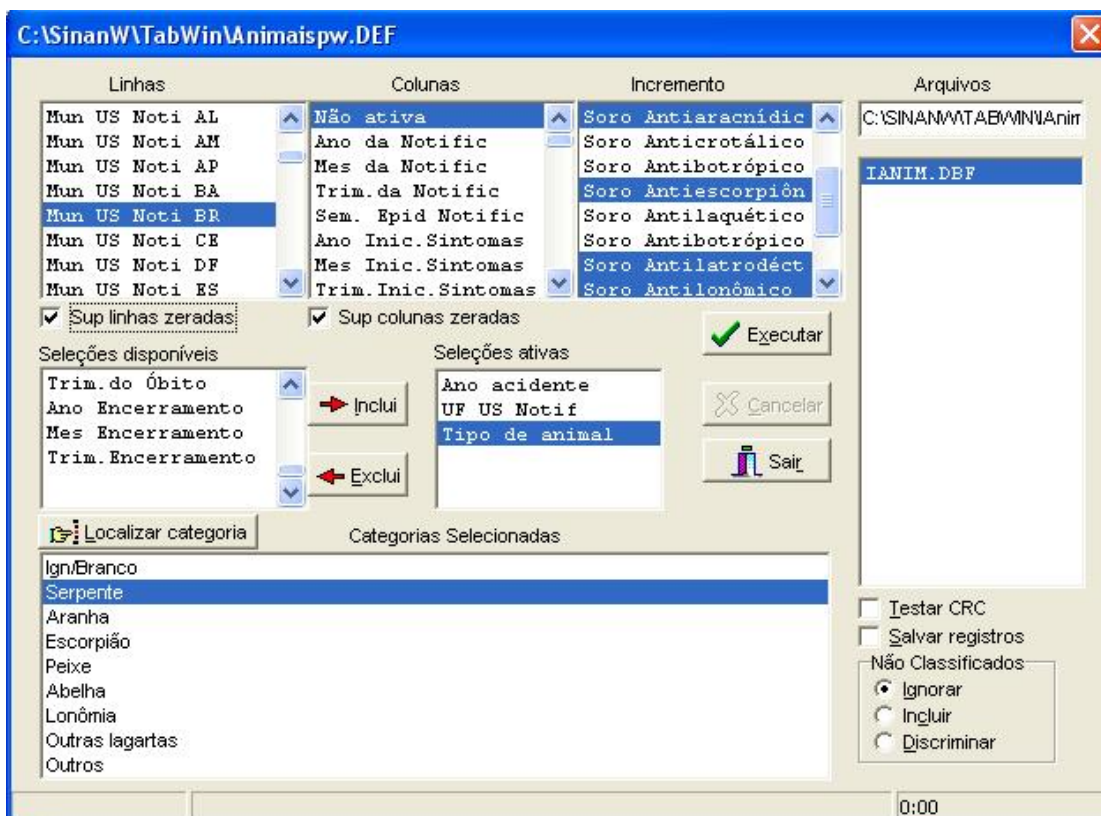 C:\SinanW\TabWin\Animaispw.DEF
Linhas
Mun US Noti AL
Mun US Noti AM
Mun US Noti AP
Mun US Noti BA
Mun US Noti BR
Mun US Noti CE
Mun US Noti DF
Mun US Noti ES
Sup linhas zeradas
Colunas
Não ativa
Ano da Notific
Mes da Notific
Trim.da Notific
Sem. Epid Notific
Ano Inic.Sintomas
Mes Inic.Sintomas
Trim.Inic.Sintomas
Sup colunas zeradas
Incremento
Soro Antiaracnídic
Soro Anticrotálico
Soro Antibotrópico
Soro Antiescorpiôn
Soro Antilaquético
Soro Antibotrópico
Soro Antilatrodéct
Soro Antilonômico
Arquivos
C:\SINANW\TABWIN\IAnim
IANIM.DBF
Executar
Cancelar
Sair
Seleções disponíveis
Trim.do Óbito
Ano Encerramento
Mes Encerramento
Trim.Encerramento
Inclui
Exclui
Seleções ativas
Ano acidente
UF US Notif
Tipo de animal
Localizar categoria
Categorias Selecionadas
Ign/Branco
Serpente
Aranha
Escorpião
Peixe
Abelha
Lonômia
Outras lagartas
Outros
Testar CRC
Salvar registros
Não Classificados
Ignorar
Incluir
Discriminar
0:00